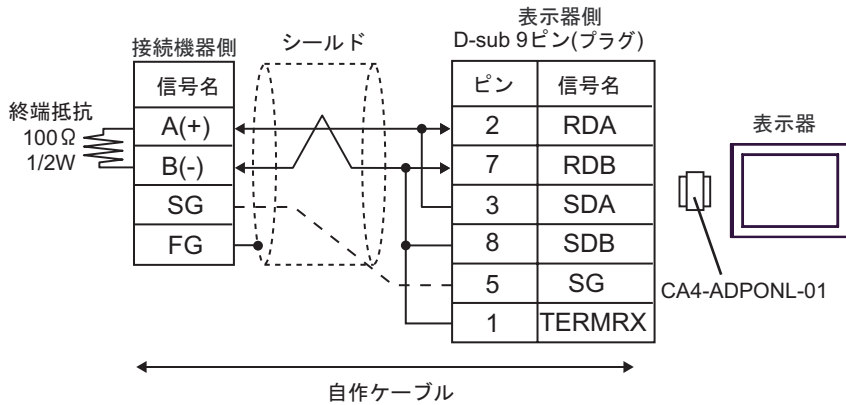 接続機器側
シールド
表示器側
D-sub 9ピン(プラグ)
信号名
ピン 信号名
終端抵抗
100Ω
1/2W
A(+)
B(-)
SG
FG
2 RDA
7 RDB
3 SDA
8 SDB
5 SG
1 TERMRX
表示器
CA4-ADPONL-01
自作ケーブル